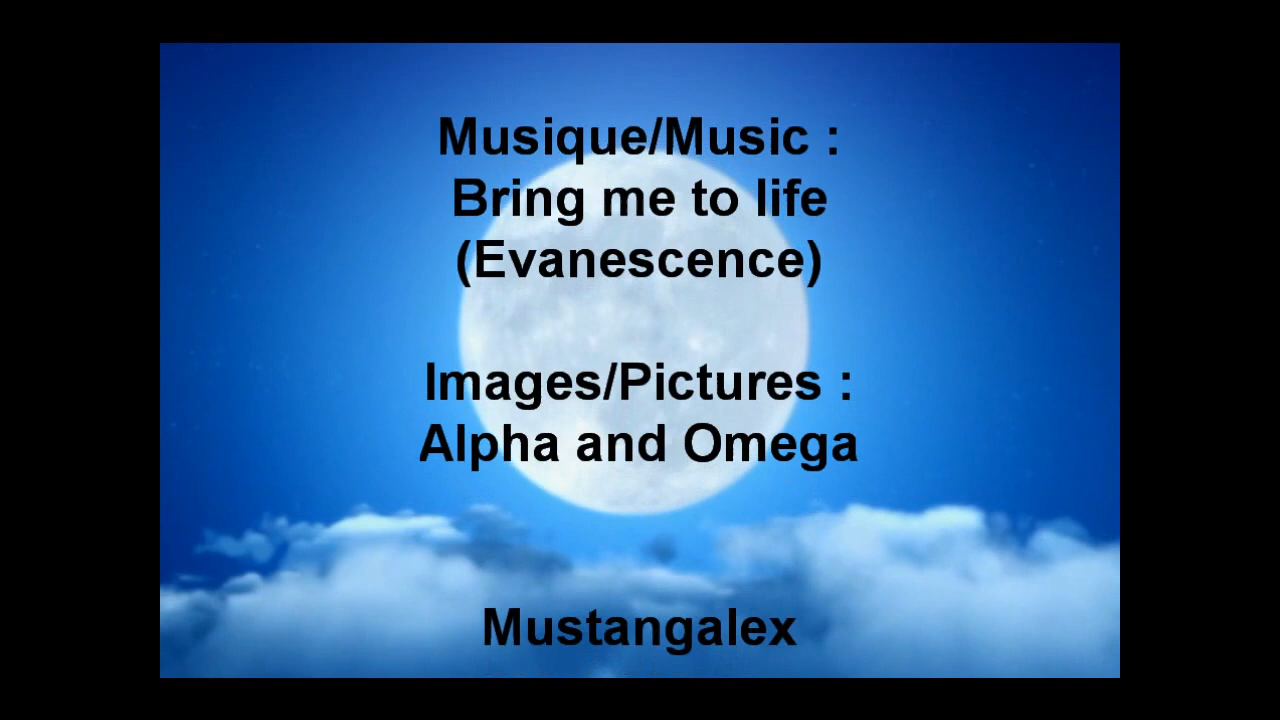 Musique/Music :
Bring me to life
(Evanescence)
Images/Pictures :
Alpha and Omega
Mustangalex